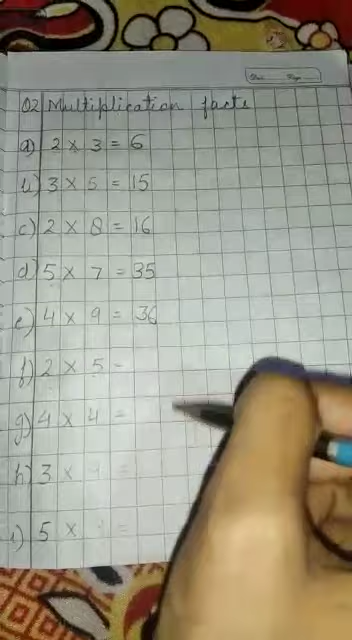 Q2 Multiplication facts
a) 2 × 3 = 6
b) 3 × 5 = 15
c) 2 × 8 = 16
d) 5 × 7 = 35
e) 4 × 9 = 36
f) 2 × 5 =
g) 4 × 4 =
h) 3 × =
i) 5 × =